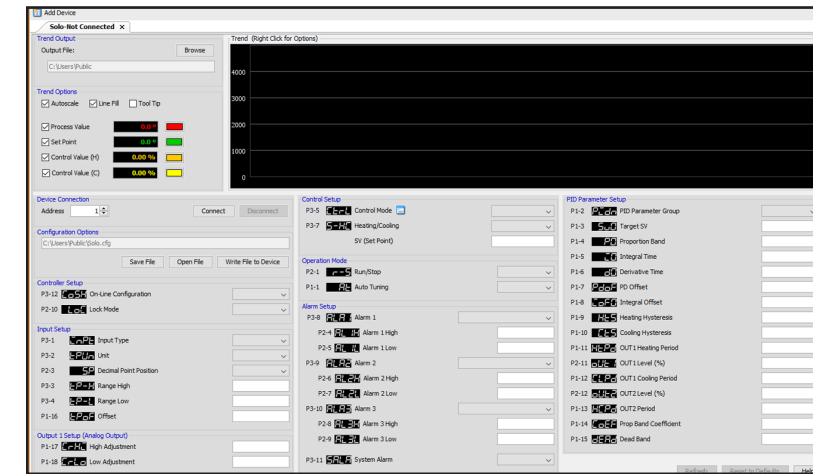 Add Device
Solo-Not Connected ×
Trend Output
Output File:
Browse
C:\Users\Public
Trend Options
Autoscale Line Fill Tool Tip
Process Value 0.0 °
Set Point 0.0 °
Control Value (H) 0.00 %
Control Value (C) 0.00 %
Trend (Right Click for Options)
4000
3000
2000
1000
0
Device Connection
Address 1 Connect Disconnect
Configuration Options
C:\Users\Public\Solo.cfg
Save File Open File Write File to Device
Controller Setup
P3-12 On-Line Configuration
P2-10 Lock Mode
Input Setup
P3-1 Input Type
P3-2 Unit
P2-3 Decimal Point Position
P3-3 Range High
P3-4 Range Low
P1-16 Offset
Output 1 Setup (Analog Output)
P1-17 High Adjustment
P1-18 Low Adjustment
Control Setup
P3-5 Control Mode
P3-7 Heating/Cooling
SV (Set Point)
Operation Mode
P2-1 Run/Stop
P1-1 Auto Tuning
Alarm Setup
P3-8 Alarm 1
P2-4 Alarm 1 High
P2-5 Alarm 1 Low
P3-9 Alarm 2
P2-6 Alarm 2 High
P2-7 Alarm 2 Low
P3-10 Alarm 3
P2-8 Alarm 3 High
P2-9 Alarm 3 Low
P3-11 System Alarm
PID Parameter Setup
P1-2 PID Parameter Group
P1-3 Target SV
P1-4 Proportion Band
P1-5 Integral Time
P1-6 Derivative Time
P1-7 PD Offset
P1-8 Integral Offset
P1-9 Heating Hysteresis
P1-10 Cooling Hysteresis
P1-11 OUT1 Heating Period
P2-11 OUT1 Level (%)
P1-12 OUT1 Cooling Period
P2-12 OUT2 Level (%)
P1-13 OUT2 Period
P1-14 Prop Band Coefficient
P1-15 Dead Band
Refresh Reset to Defaults Help